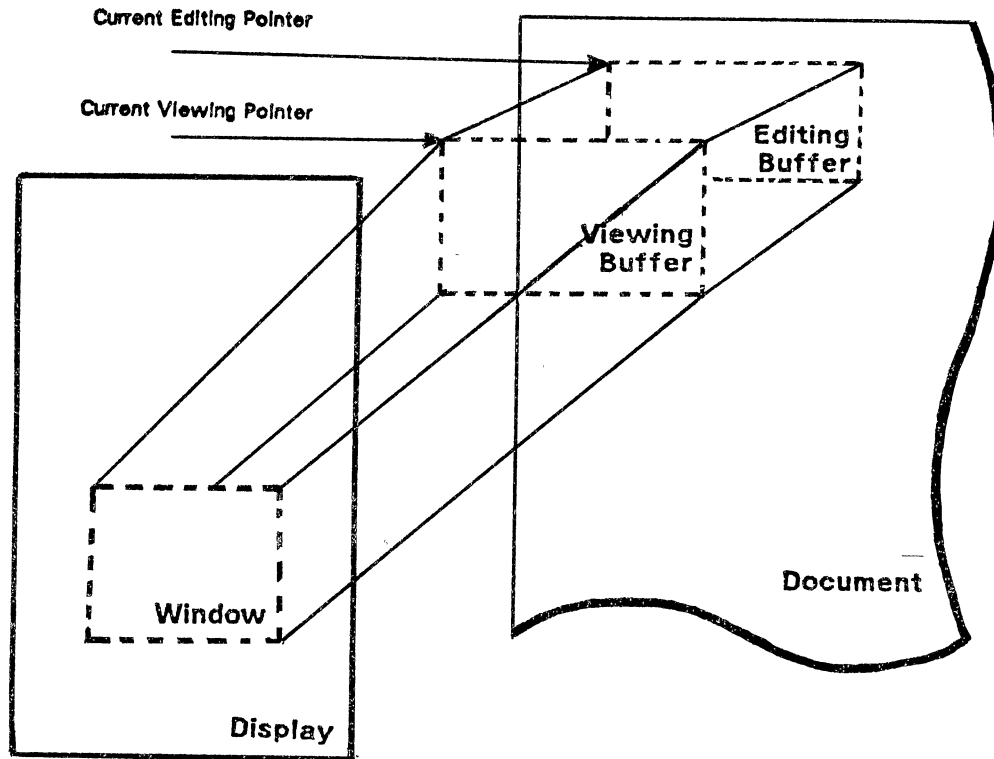 Current Editing Pointer
Current Viewing Pointer
Editing
Buffer
Viewing
Buffer
Document
Window
Display